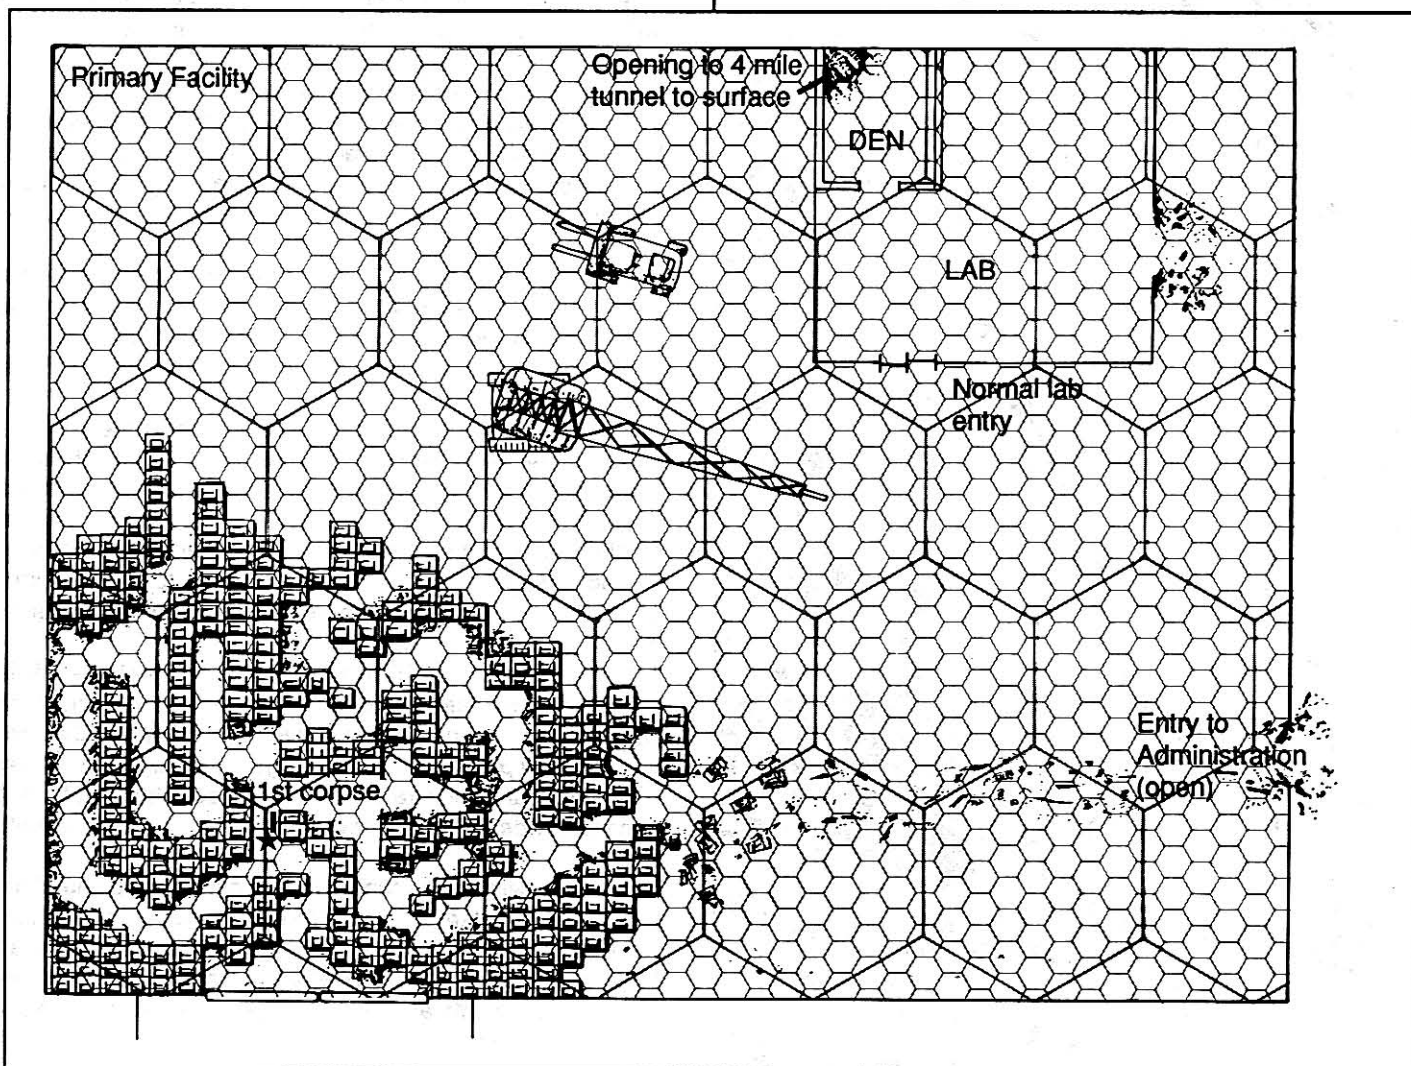 Primary Facility
Opening to 4 mile
tunnel to surface
DEN
LAB
Normal lab
entry
Entry to
Administration
(open)
1st corpse